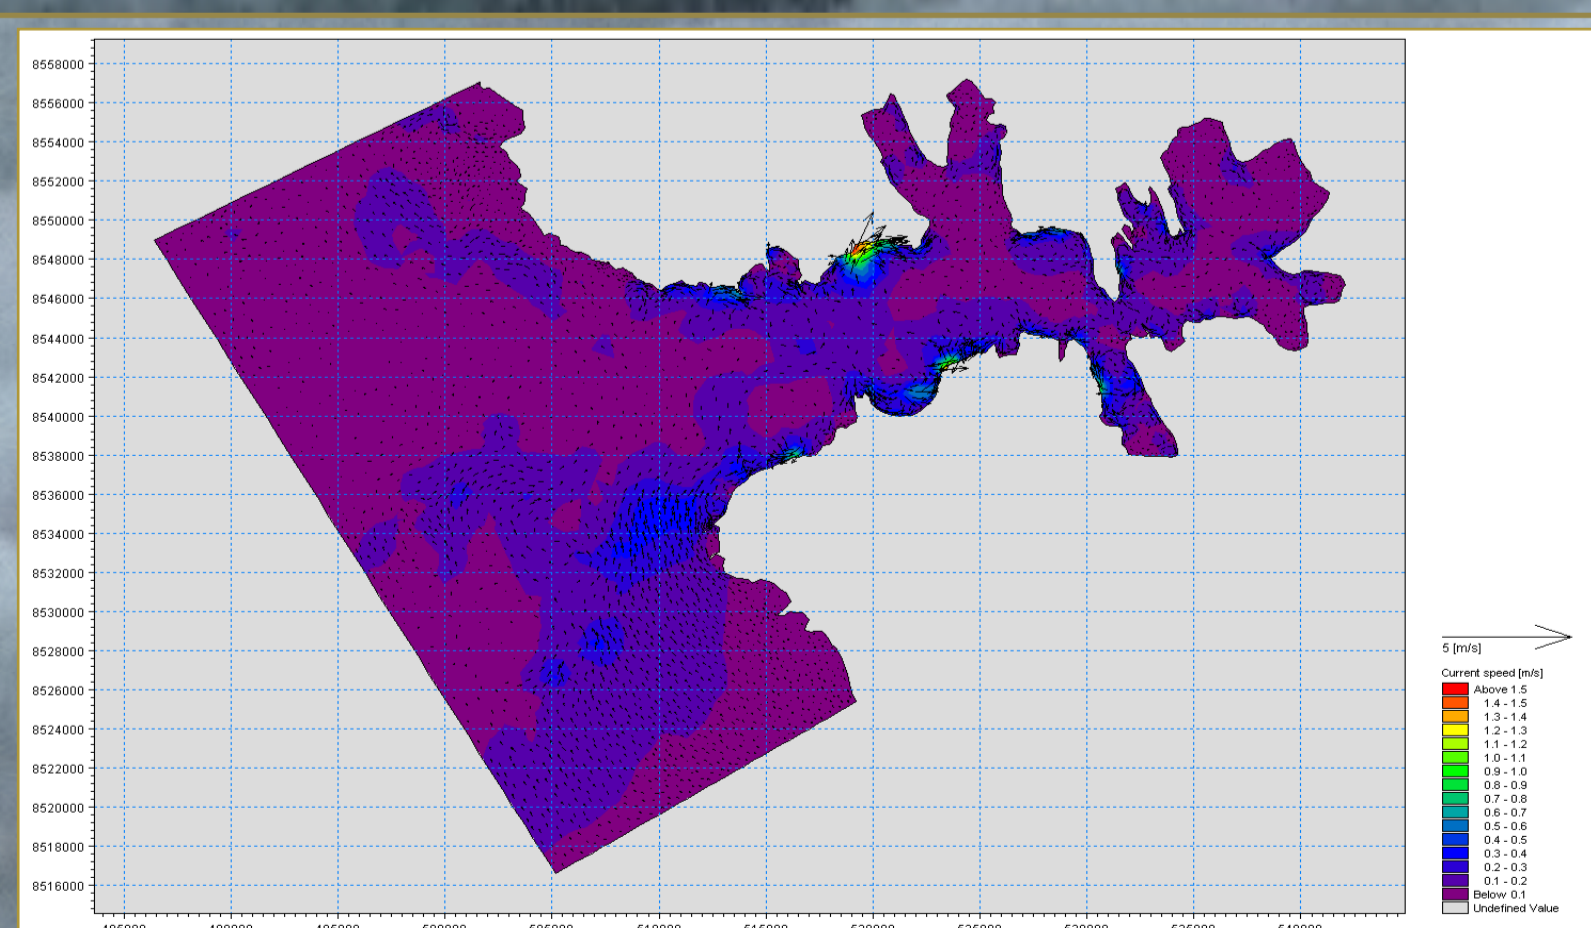 8558000
8556000
8554000
8552000
8550000
8548000
8546000
8544000
8542000
8540000
8538000
8536000
8534000
8532000
8530000
8528000
8526000
8524000
8522000
8520000
8518000
8516000
5 [m/s]
Current speed [m/s]
Above 1.5
1.4 - 1.5
1.3 - 1.4
1.2 - 1.3
1.1 - 1.2
1.0 - 1.1
0.9 - 1.0
0.8 - 0.9
0.7 - 0.8
0.6 - 0.7
0.5 - 0.6
0.4 - 0.5
0.3 - 0.4
0.2 - 0.3
0.1 - 0.2
Below 0.1
Undefined Value